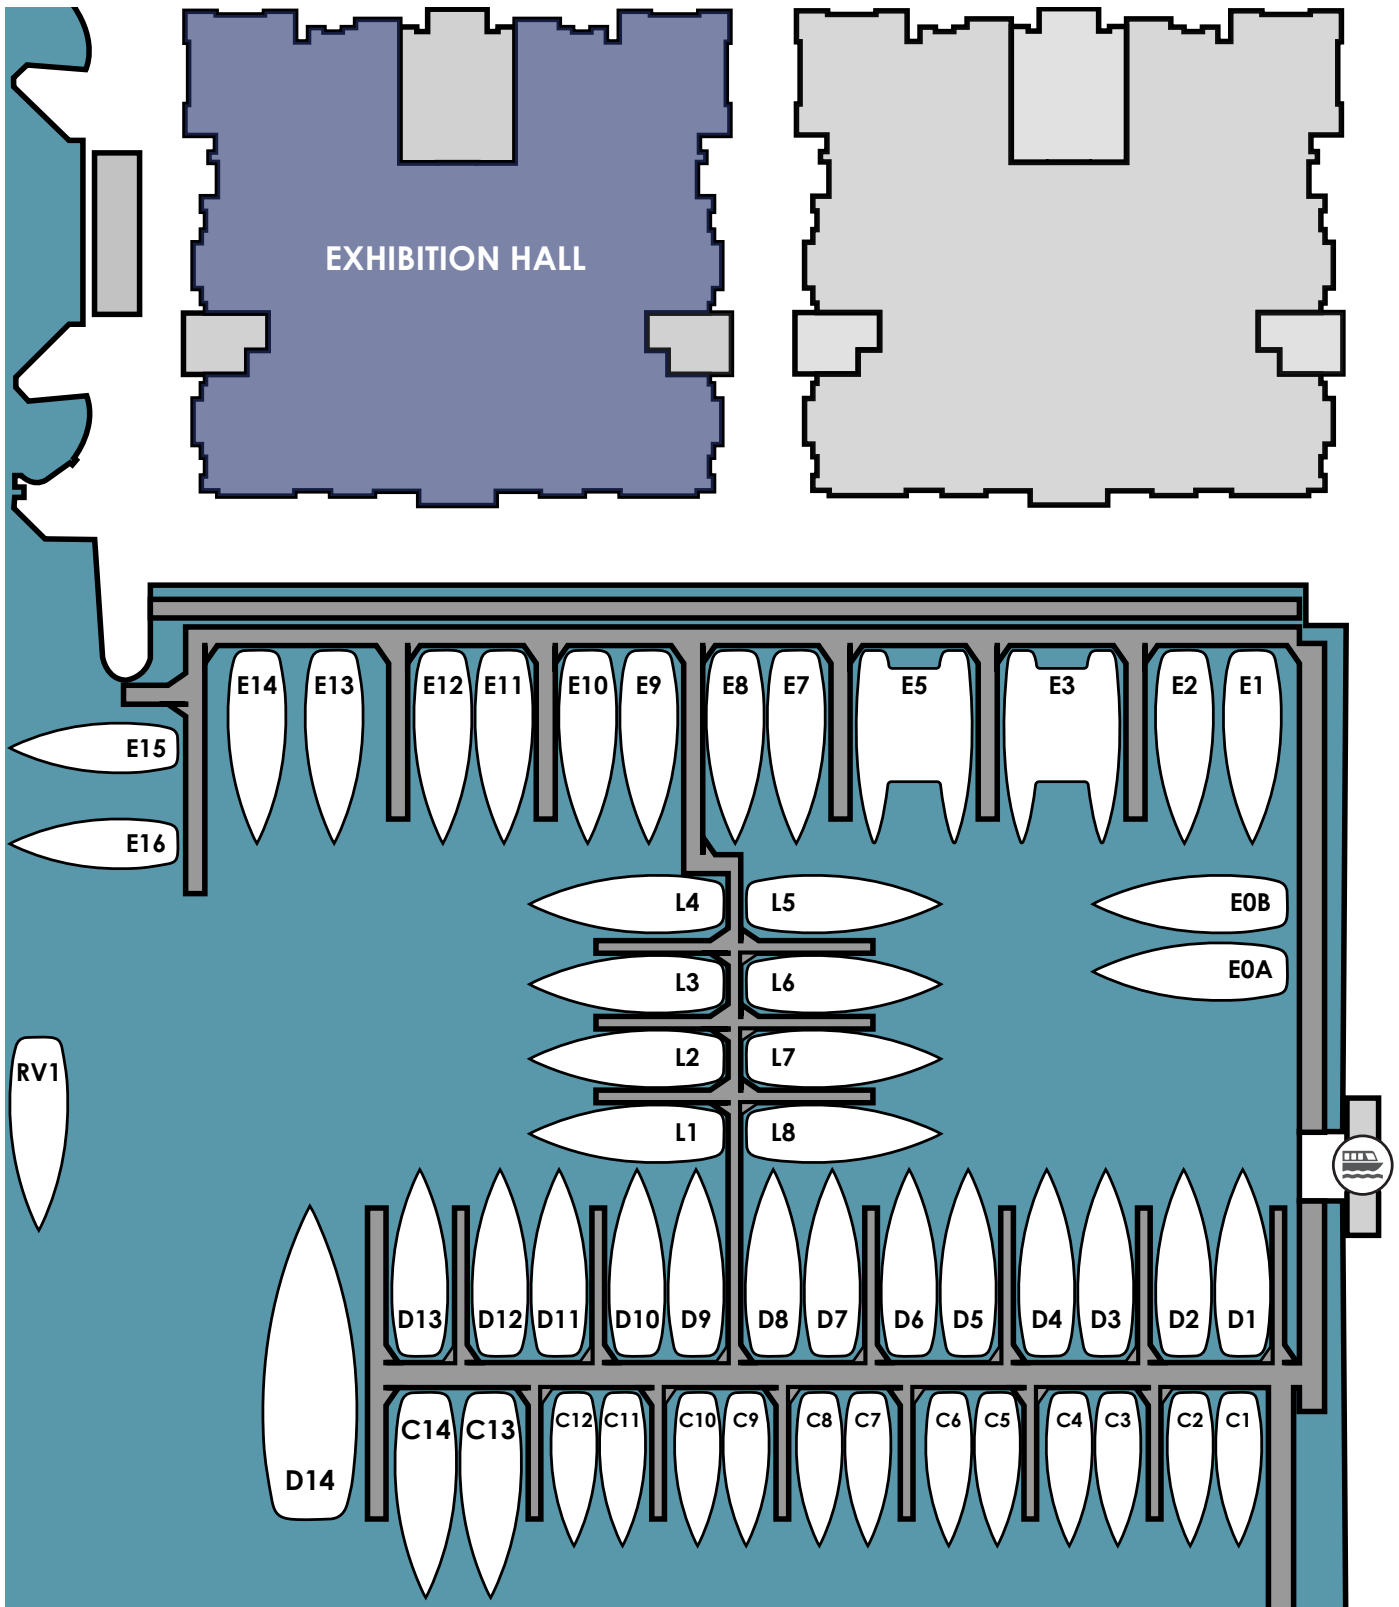 EXHIBITION HALL
E14 E13 E12 E11 E10 E9 E8 E7 E5 E3 E2 E1
E15
E16
L4 L5 E0B
L3 L6 E0A
L2 L7
RV1
L1 L8
D13 D12 D11 D10 D9 D8 D7 D6 D5 D4 D3 D2 D1
C14 C13 C12 C11 C10 C9 C8 C7 C6 C5 C4 C3 C2 C1
D14